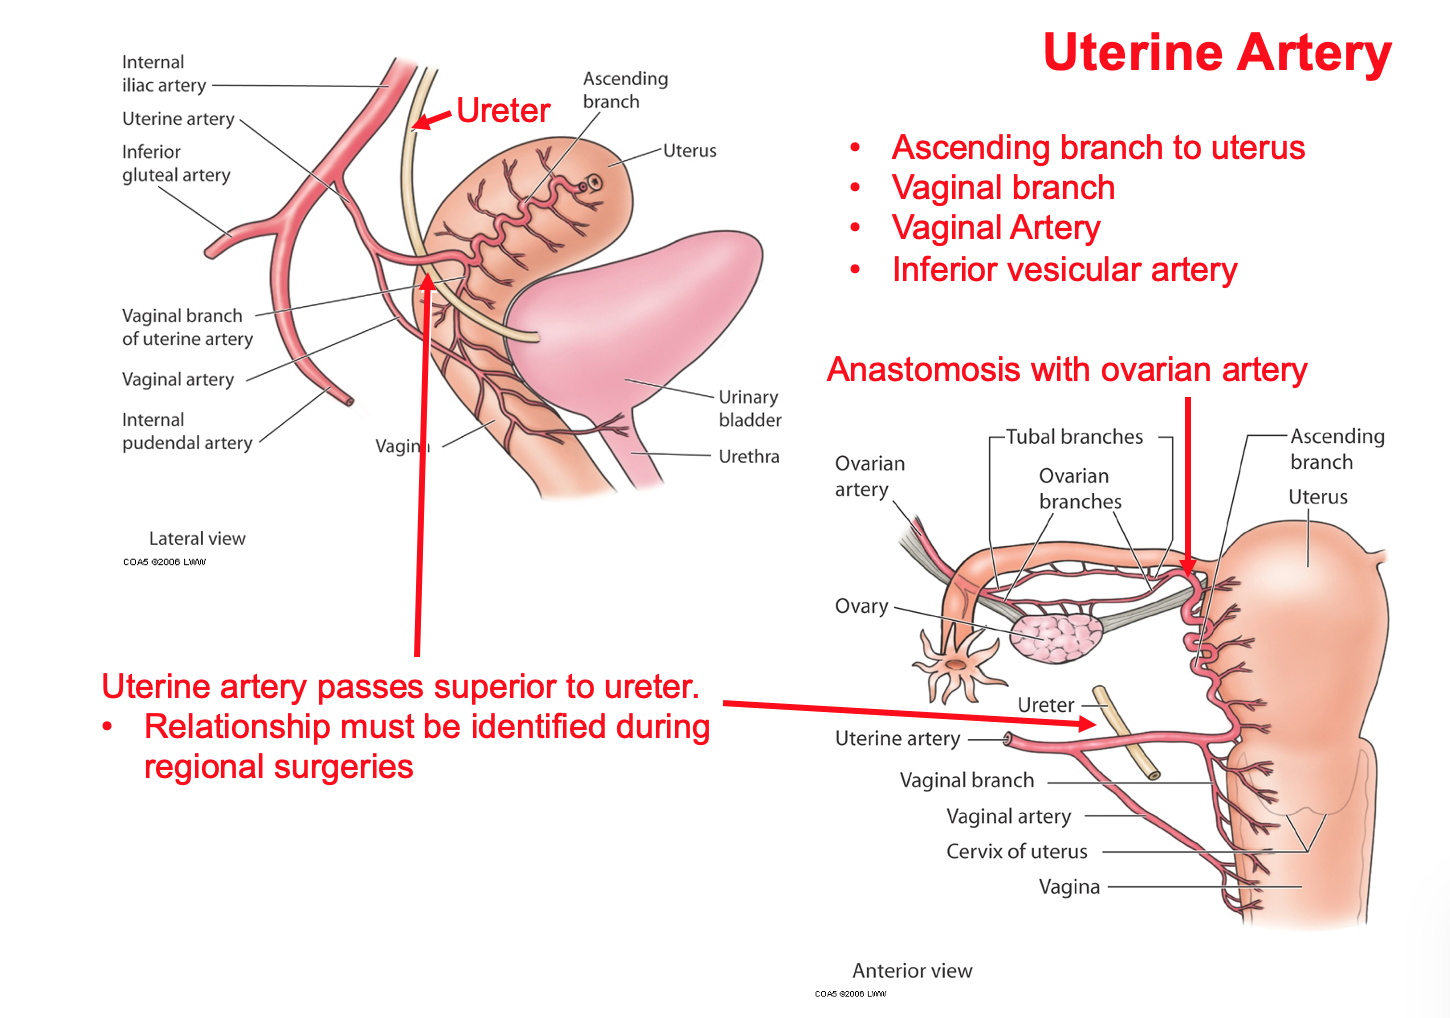 Uterine Artery
• Ascending branch to uterus
• Vaginal branch
• Vaginal Artery
• Inferior vesicular artery
Internal
iliac artery
Uterine artery
Inferior
gluteal artery
Ureter
Ascending
branch
Uterus
Vaginal branch
of uterine artery
Vaginal artery
Internal
pudendal artery
Vagina
Urinary
bladder
Urethra
Lateral view
COA5 ©2006 LWW
Uterine artery passes superior to ureter.
• Relationship must be identified during
regional surgeries
Anastomosis with ovarian artery
Tubal branches
Ascending
branch
Ovarian
artery
Ovarian
branches
Uterus
Ovary
Ureter
Uterine artery
Vaginal branch
Vaginal artery
Cervix of uterus
Vagina
Anterior view
COA5 ©2006 LWW